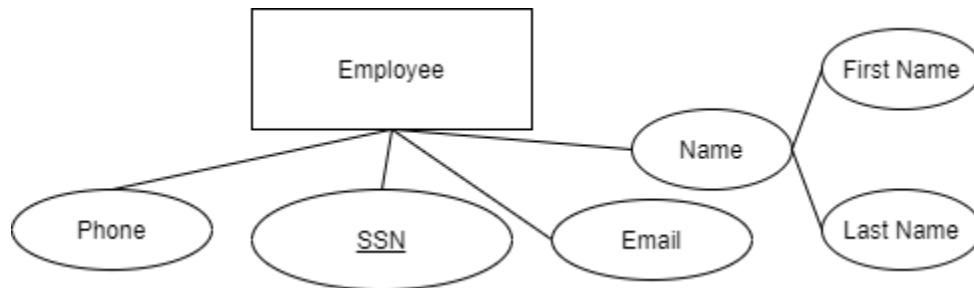 Employee
First Name
Name
Phone
SSN
Email
Last Name